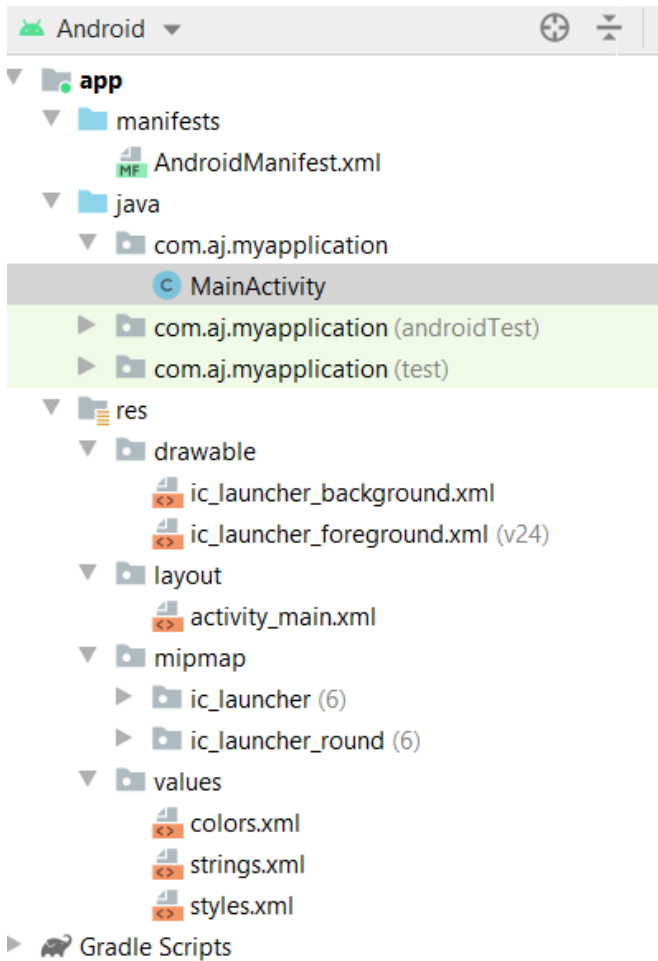 Android
app
manifests
MF AndroidManifest.xml
java
com.aj.myapplication
C MainActivity
com.aj.myapplication (androidTest)
com.aj.myapplication (test)
res
drawable
<> ic_launcher_background.xml
<> ic_launcher_foreground.xml (v24)
layout
<> activity_main.xml
mipmap
ic_launcher (6)
ic_launcher_round (6)
values
<> colors.xml
<> strings.xml
<> styles.xml
Gradle Scripts